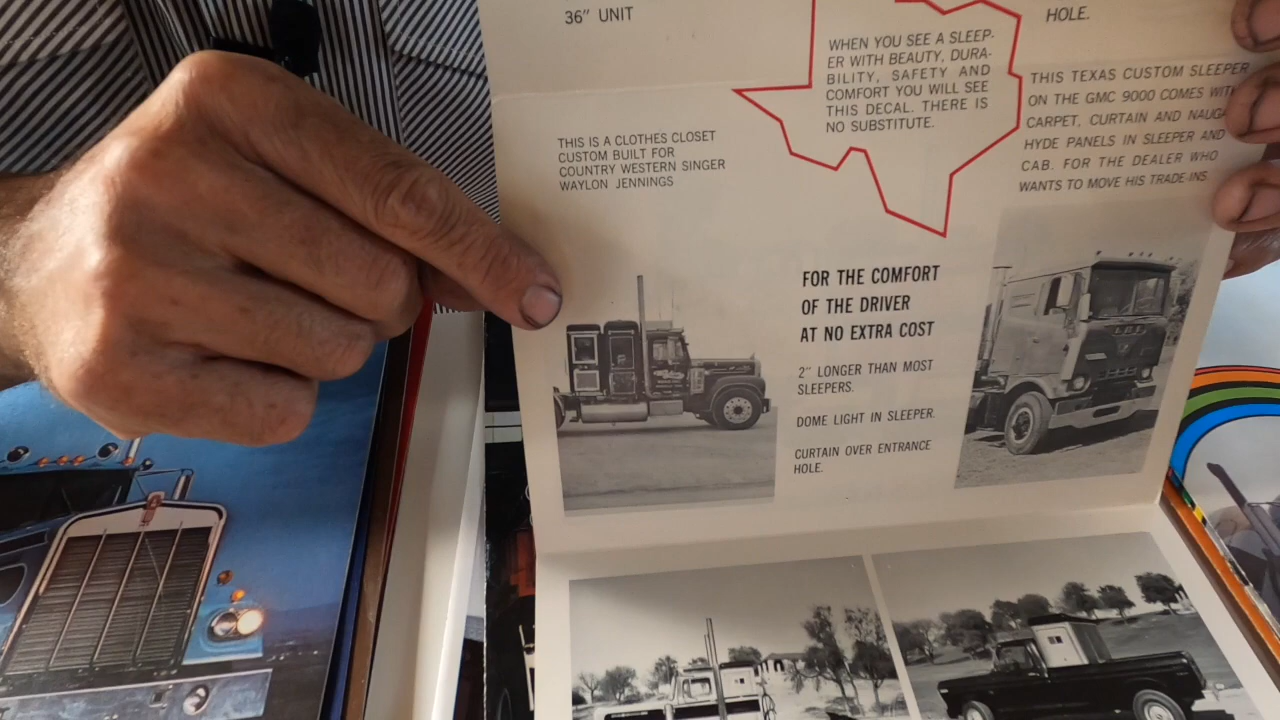 36" UNIT
WHEN YOU SEE A SLEEP-
ER WITH BEAUTY, DURA-
BILITY, SAFETY AND
COMFORT YOU WILL SEE
THIS DECAL. THERE IS
NO SUBSTITUTE.
HOLE.
THIS TEXAS CUSTOM SLEEPER
ON THE GMC 9000 COMES WITH
CARPET, CURTAIN AND NAUGA
HYDE PANELS IN SLEEPER AND
CAB. FOR THE DEALER WHO
WANTS TO MOVE HIS TRADE-INS
THIS IS A CLOTHES CLOSET
CUSTOM BUILT FOR
COUNTRY WESTERN SINGER
WAYLON JENNINGS
FOR THE COMFORT
OF THE DRIVER
AT NO EXTRA COST
2" LONGER THAN MOST
SLEEPERS.
DOME LIGHT IN SLEEPER.
CURTAIN OVER ENTRANCE
HOLE.